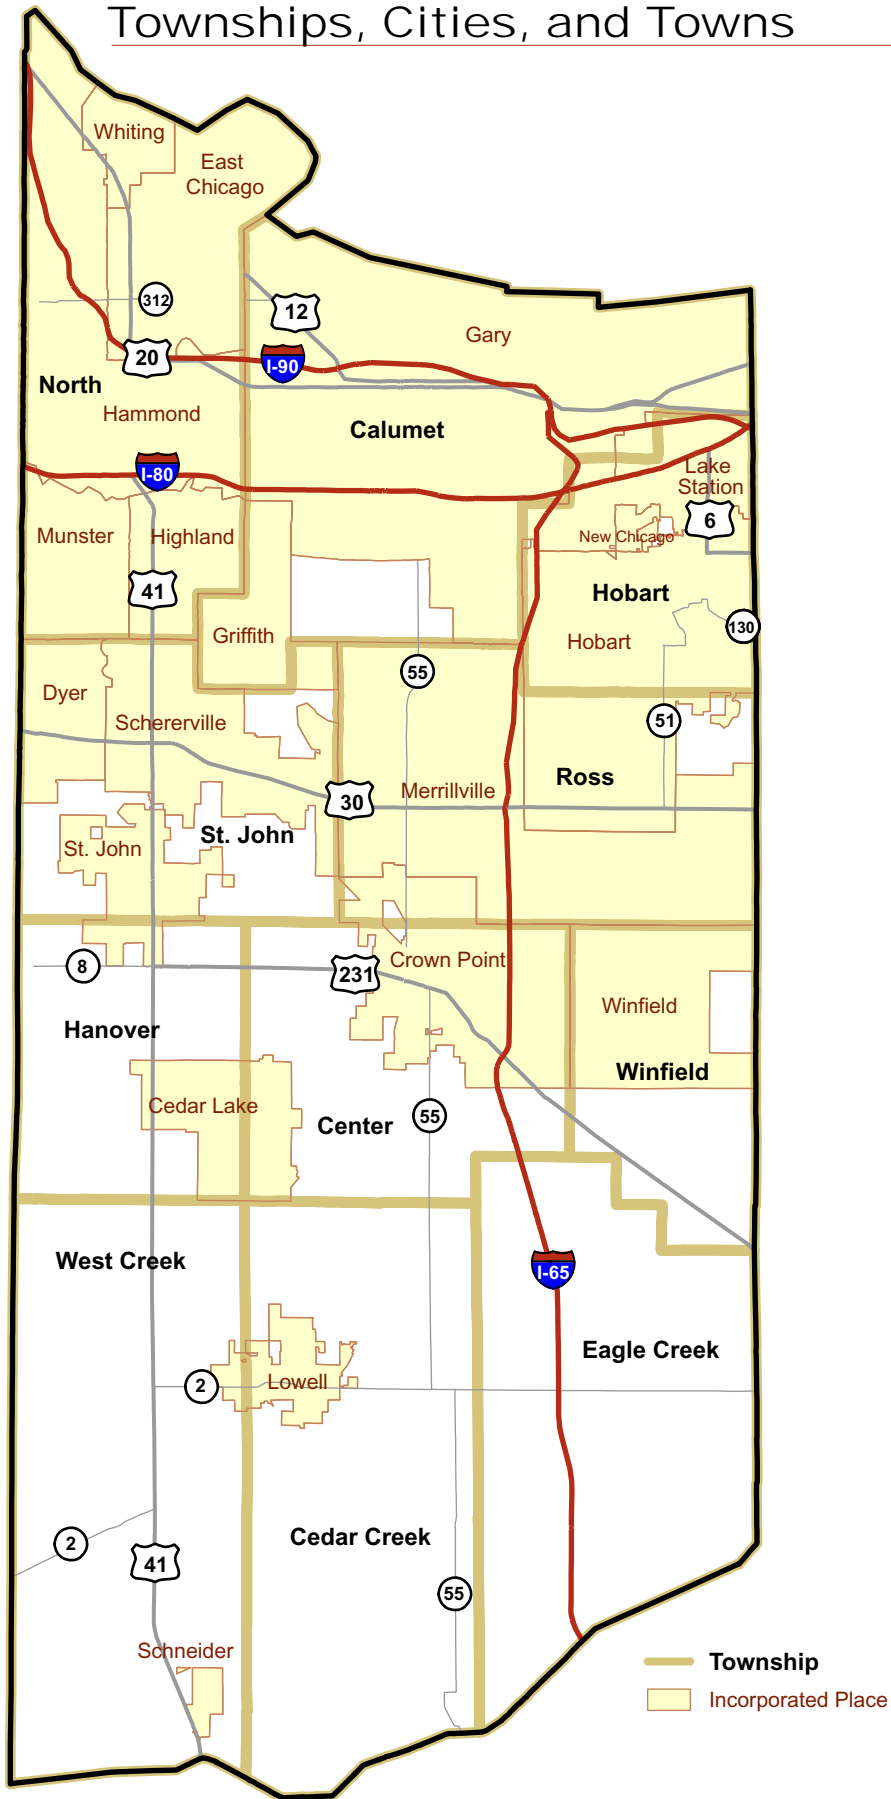 Townships, Cities, and Towns
Whiting
East
Chicago
312
12
Gary
20
I-90
North
Hammond
Calumet
I-80
Lake
Station
6
Munster
Highland
New Chicago
41
Hobart
130
Griffith
Hobart
55
Dyer
51
Schererville
Ross
30
Merrillville
St. John
St. John
8
231
Crown Point
Winfield
Hanover
Winfield
Cedar Lake
55
Center
West Creek
I-65
Eagle Creek
2
Lowell
2
Cedar Creek
41
55
Schneider
Township
Incorporated Place